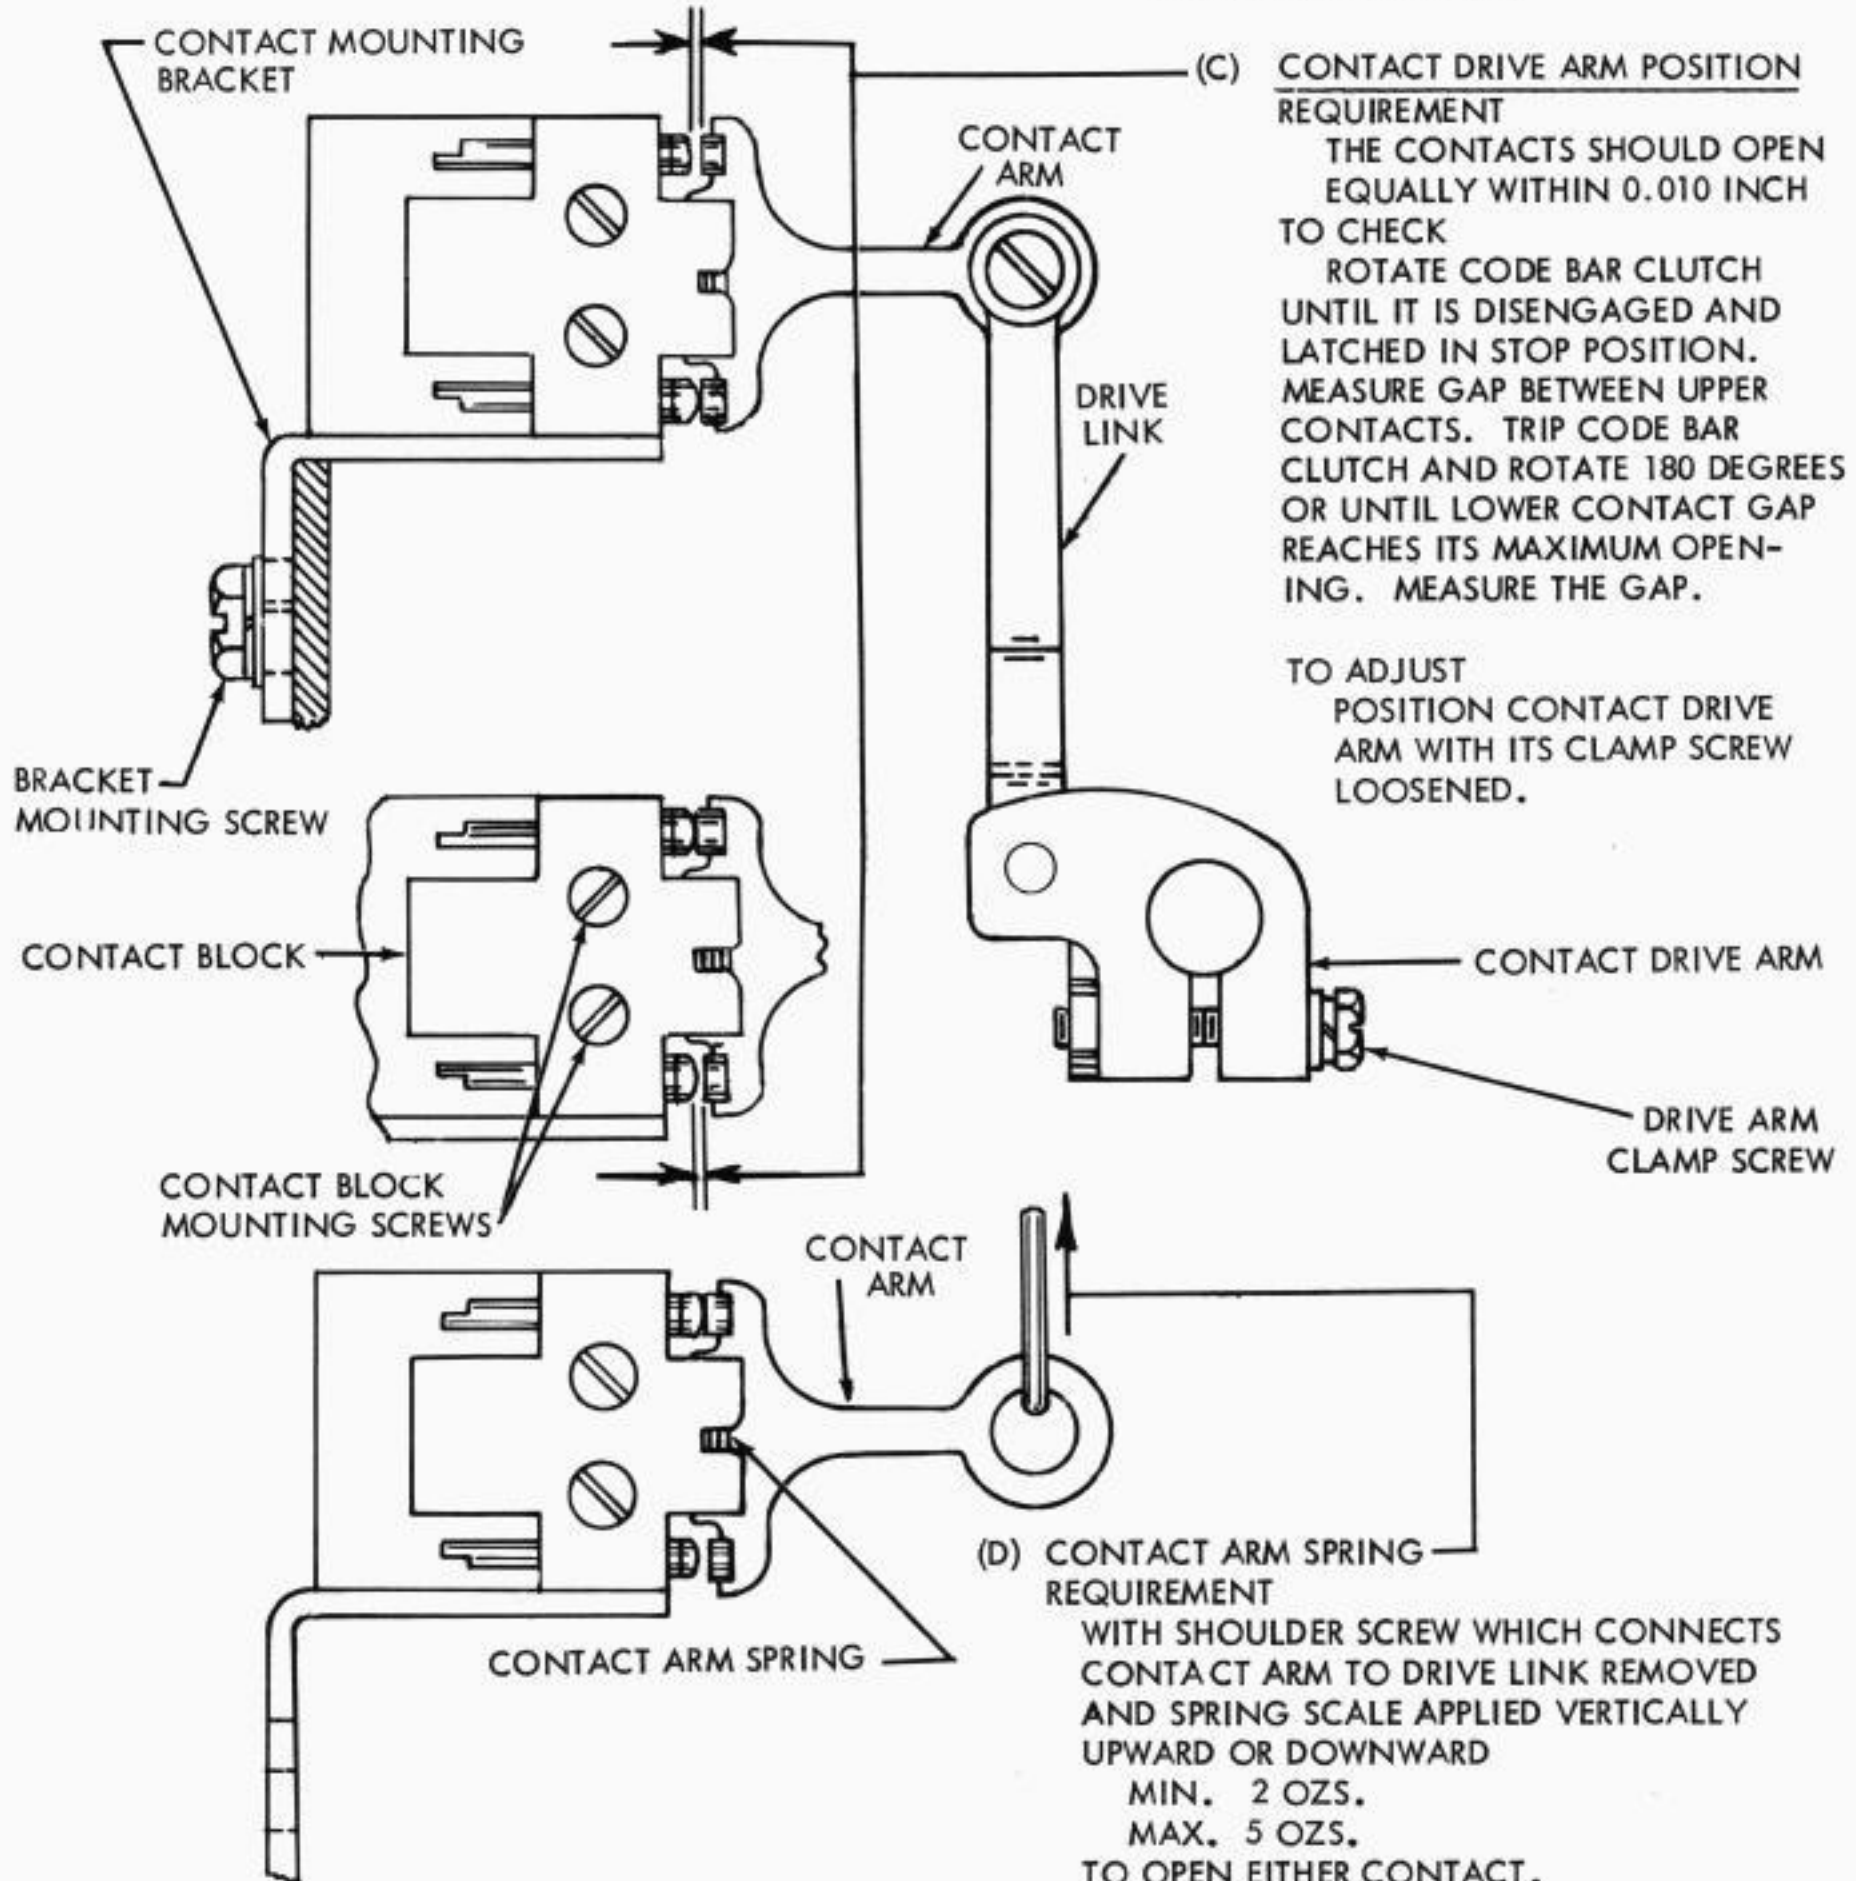 CONTACT MOUNTING
BRACKET
(C) CONTACT DRIVE ARM POSITION
REQUIREMENT
THE CONTACTS SHOULD OPEN
EQUALLY WITHIN 0.010 INCH
TO CHECK
ROTATE CODE BAR CLUTCH
UNTIL IT IS DISENGAGED AND
LATCHED IN STOP POSITION.
MEASURE GAP BETWEEN UPPER
CONTACTS. TRIP CODE BAR
CLUTCH AND ROTATE 180 DEGREES
OR UNTIL LOWER CONTACT GAP
REACHES ITS MAXIMUM OPEN-
ING. MEASURE THE GAP.
TO ADJUST
POSITION CONTACT DRIVE
ARM WITH ITS CLAMP SCREW
LOOSENED.
CONTACT
ARM
DRIVE
LINK
BRACKET
MOUNTING SCREW
CONTACT BLOCK
CONTACT DRIVE ARM
DRIVE ARM
CLAMP SCREW
CONTACT BLOCK
MOUNTING SCREWS
CONTACT
ARM
CONTACT ARM SPRING
(D) CONTACT ARM SPRING
REQUIREMENT
WITH SHOULDER SCREW WHICH CONNECTS
CONTACT ARM TO DRIVE LINK REMOVED
AND SPRING SCALE APPLIED VERTICALLY
UPWARD OR DOWNWARD
MIN. 2 OZS.
MAX. 5 OZS.
TO OPEN EITHER CONTACT.